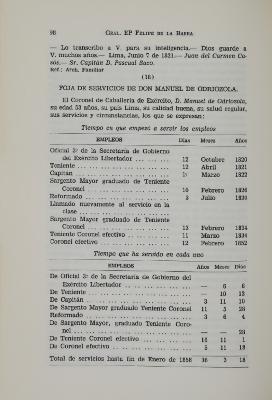 98 GRAL. EP FELIPE DE LA BARRA
— Lo transcribo a V. para su inteligencia.— Dios guarde a
V. muchos años.— Lima, Junio 7 de 1821.— Juan del Carmen Ca-
sós.— Sr. Capitán D. Pascual Saco.
Ref.: Arch. Familiar
(18)
FOJA DE SERVICIOS DE DON MANUEL DE ODRIOZOLA.
El Coronel de Caballería de Ejército, D. Manuel de Odriozola,
su edad 53 años, su país Lima, su calidad buena, su salud regular,
sus servicios y circunstancias, los que se expresan:
Tiempo en que empezó a servir los empleos
EMPLEOS Días Meses Años
Oficial 3º de la Secretaría de Gobierno
del Ejército Libertador ... 12 Octubre 1820
Teniente ... 12 Abril 1821
Capitán ... Marzo 1822
Sargento Mayor graduado de Teniente
Coronel ... Febrero 1826
Reformado ... 3 Julio
Llamado nuevamente al servicio en la
clase ...
Sargento Mayor graduado de Teniente
Coronel ... 13 Febrero 1834
Teniente Coronel efectivo ... 11 Marzo 1834
Coronel efectivo ... 12 Febrero 1852
Tiempo que ha servido en cada uno
EMPLEOS Años Meses Días
De Oficial 3º de la Secretaría de Gobierno del
Ejército Libertador ... — 6 6
De Teniente ... — 10 13
De Capitán ... 3 11 10
De Sargento Mayor graduado Teniente Coronel 11 5 28
Reformado ... 3 6 4
De Sargento Mayor, graduado Teniente Coro-
nel ... — — 28
De Teniente Coronel efectivo ... 16 11 1
De Coronel efectivo ... 5 11 18
Total de servicios hasta fin de Enero de 1858 36 3 18